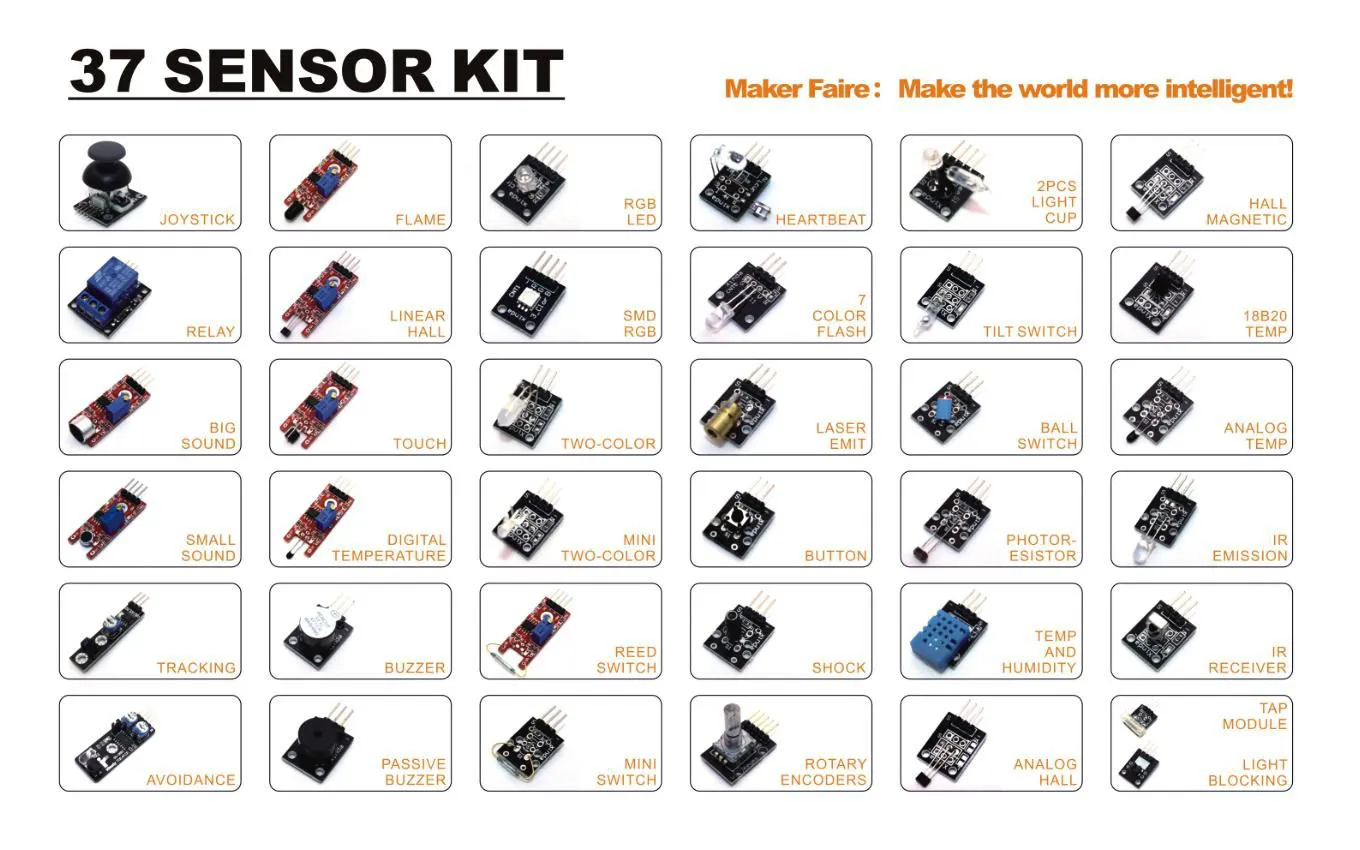 37 SENSOR KIT
Maker Faire： Make the world more intelligent!
JOYSTICK
FLAME
RGB
LED
HEARTBEAT
2PCS
LIGHT
CUP
HALL
MAGNETIC
RELAY
LINEAR
HALL
SMD
RGB
7
COLOR
FLASH
TILT SWITCH
18B20
TEMP
BIG
SOUND
TOUCH
TWO-COLOR
LASER
EMIT
BALL
SWITCH
ANALOG
TEMP
SMALL
SOUND
DIGITAL
TEMPERATURE
MINI
TWO-COLOR
BUTTON
PHOTOR-
ESISTOR
IR
EMISSION
TRACKING
BUZZER
REED
SWITCH
SHOCK
TEMP
AND
HUMIDITY
IR
RECEIVER
AVOIDANCE
PASSIVE
BUZZER
MINI
SWITCH
ROTARY
ENCODERS
ANALOG
HALL
TAP
MODULE
LIGHT
BLOCKING